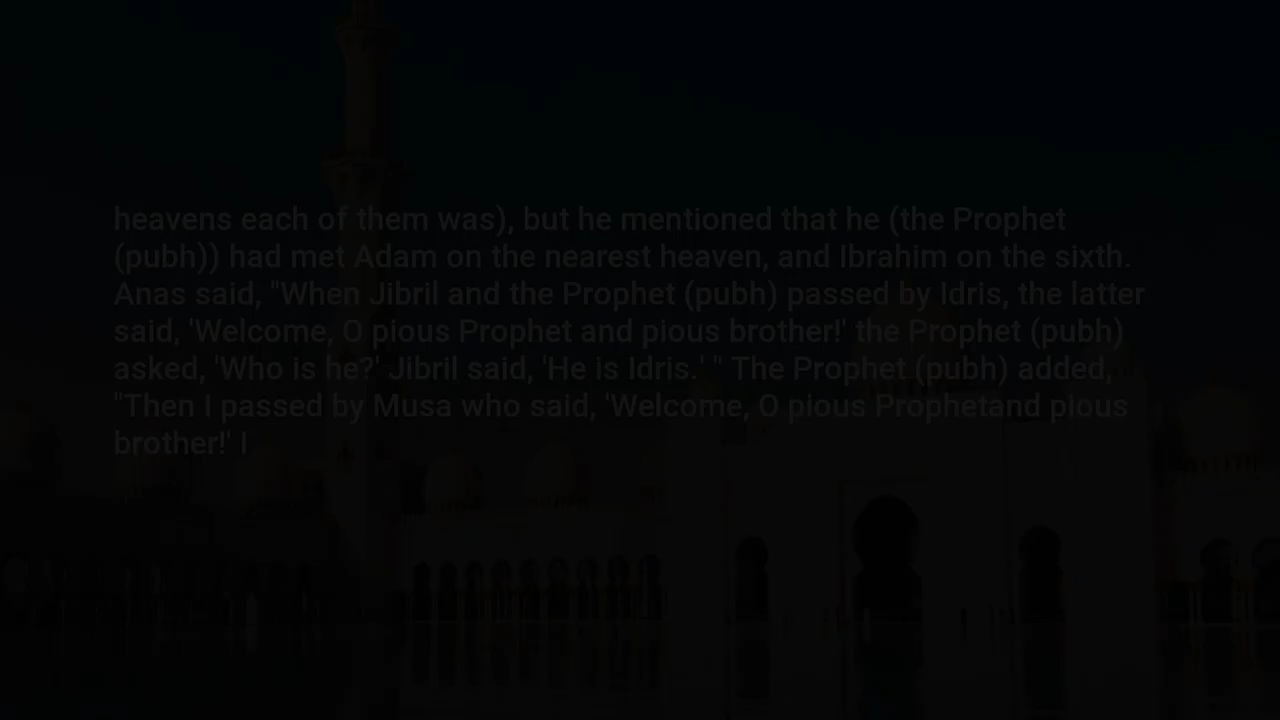 heavens each of them was), but he mentioned that he (the Prophet
(pubh)) had met Adam on the nearest heaven, and Ibrahim on the sixth.
Anas said, "When Jibril and the Prophet (pubh) passed by Idris, the latter
said, 'Welcome, O pious Prophet and pious brother!' the Prophet (pubh)
asked, 'Who is he?' Jibril said, 'He is Idris.' " The Prophet (pubh) added,
"Then I passed by Musa who said, 'Welcome, O pious Prophetand pious
brother!' I